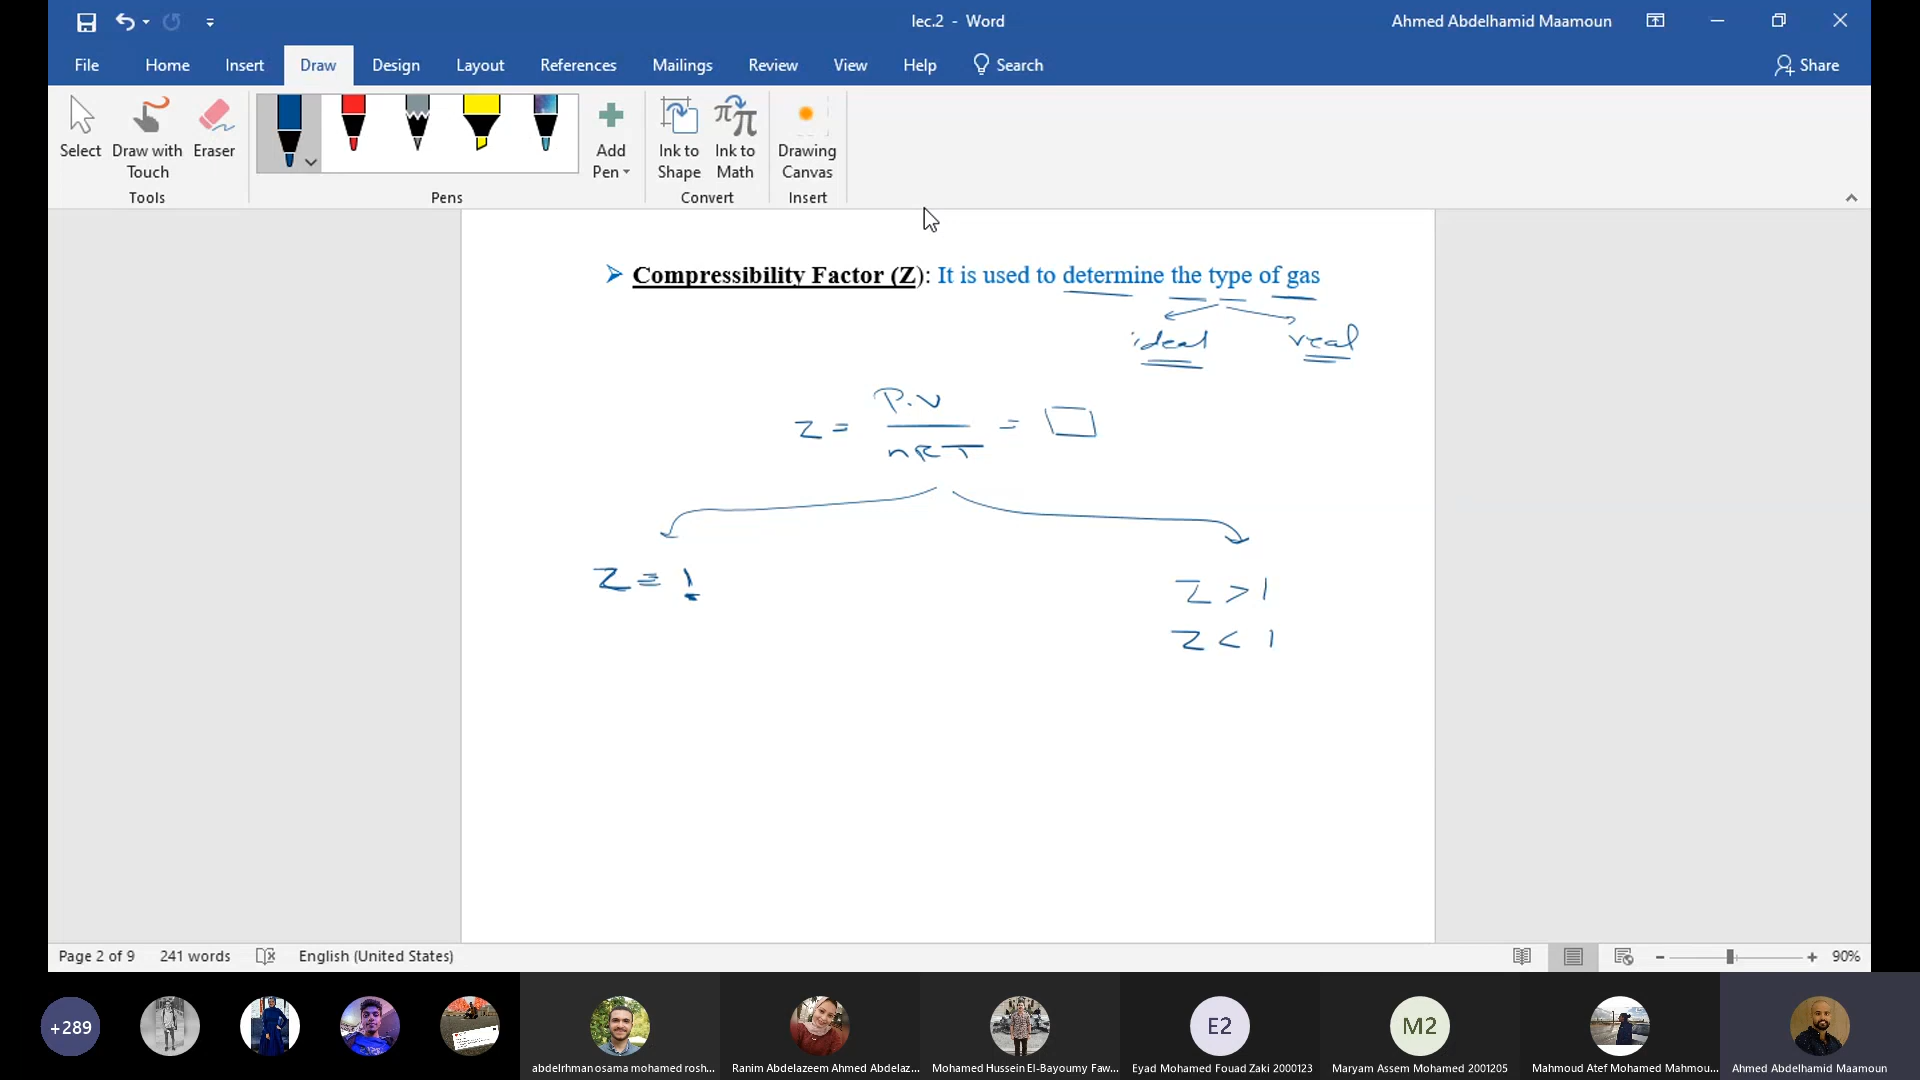 lec.2 - Word
Ahmed Abdelhamid Maamoun
File Home Insert Draw Design Layout References Mailings Review View Help Search Share
Select
Draw with Touch
Eraser
Add Pen
Ink to Shape
Ink to Math
Drawing Canvas
Tools Pens Convert Insert
➢ Compressibility Factor (Z): It is used to determine the type of gas
ideal real
Z = P.V / nRT = □
Z = 1
Z > 1
Z < 1
Page 2 of 9 241 words English (United States) 90%
+289 E2 M2
abdelrhman osama mohamed rosh... Ranim Abdelazeem Ahmed Abdelaz... Mohamed Hussein El-Bayoumy Faw... Eyad Mohamed Fouad Zaki 2000123 Maryam Assem Mohamed 2001205 Mahmoud Atef Mohamed Mahmou... Ahmed Abdelhamid Maamoun